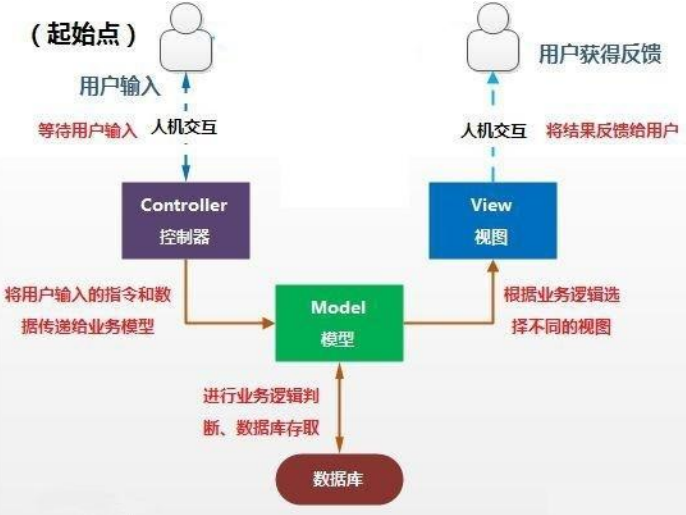 （起始点）
用户获得反馈
用户输入
等待用户输入
人机交互
人机交互
将结果反馈给用户
Controller
控制器
View
视图
将用户输入的指令和数
据传递给业务模型
Model
模型
根据业务逻辑选
择不同的视图
进行业务逻辑判
断、数据库存取
数据库